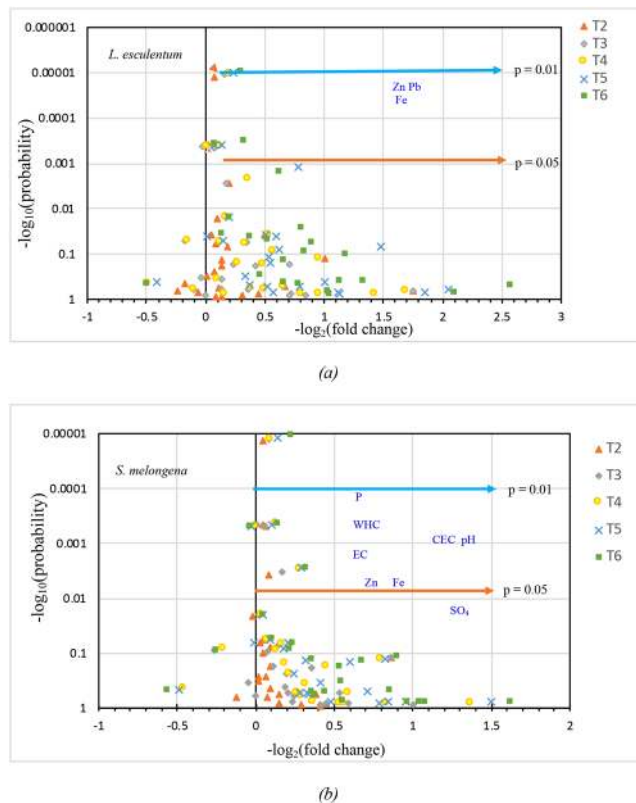 0.000001
0.00001
0.0001
0.001
0.01
0.1
1
-log10(probability)
L. esculentum
Zn Pb
Fe
p = 0.01
p = 0.05
T2
T3
T4
T5
T6
-1 -0.5 0 0.5 1 1.5 2 2.5 3
-log2(fold change)
(a)
0.00001
0.0001
0.001
0.01
0.1
1
-log10(probability)
S. melongena
P
WHC
CEC pH
EC
Zn Fe
SO4
p = 0.01
p = 0.05
T2
T3
T4
T5
T6
-1 -0.5 0 0.5 1 1.5 2
-log2(fold change)
(b)